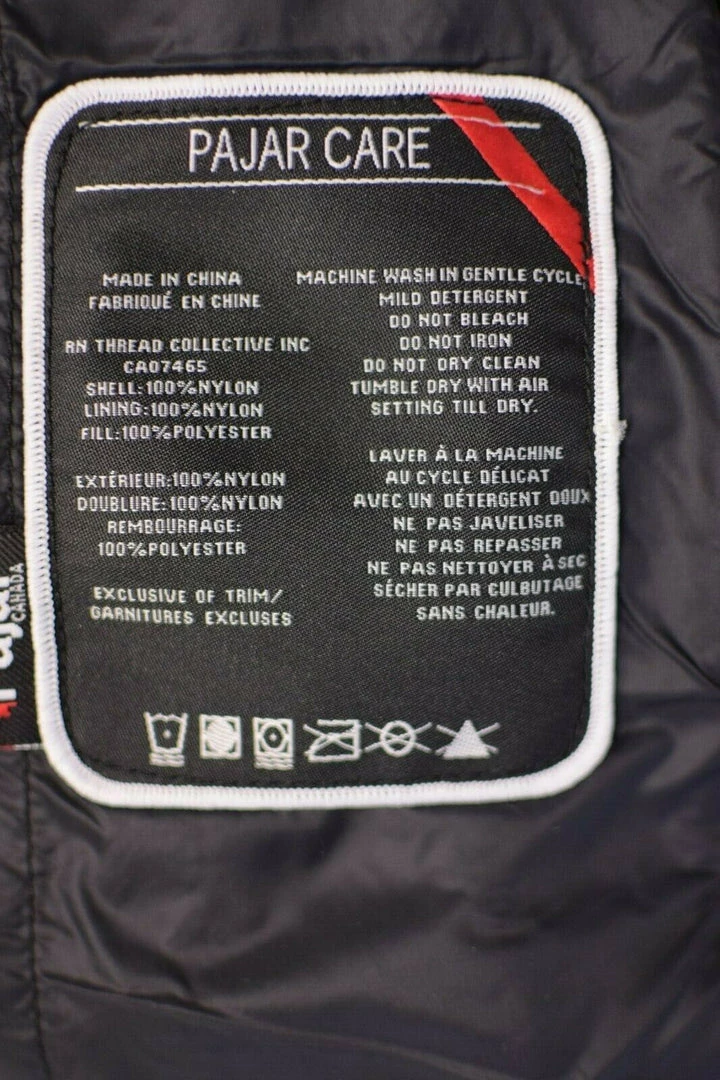 PAJAR CARE
MADE IN CHINA
FABRIQUÉ EN CHINE
RN THREAD COLLECTIVE INC
CA07465
SHELL:100%NYLON
LINING:100%NYLON
FILL:100%POLYESTER
EXTÉRIEUR:100%NYLON
DOUBLURE:100%NYLON
REMBOURRAGE:
100%POLYESTER
EXCLUSIVE OF TRIM/
GARNITURES EXCLUSES
MACHINE WASH IN GENTLE CYCLE,
MILD DETERGENT
DO NOT BLEACH
DO NOT IRON
DO NOT DRY CLEAN
TUMBLE DRY WITH AIR
SETTING TILL DRY.
LAVER À LA MACHINE
AU CYCLE DÉLICAT
AVEC UN DÉTERGENT DOUX
NE PAS JAVELISER
NE PAS REPASSER
NE PAS NETTOYER À SEC
SÉCHER PAR CULBUTAGE
SANS CHALEUR.
CANADA